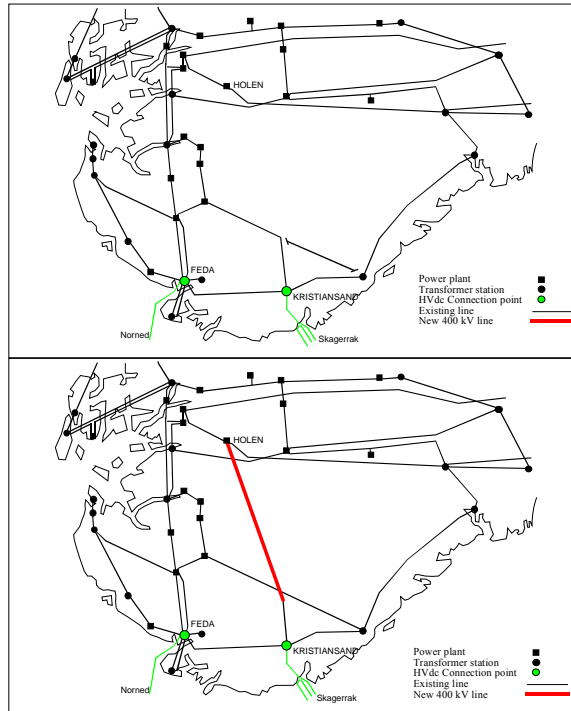 HOLEN
FEDA
KRISTIANSAND
Norned
Skagerrak
Power plant
Transformer station
HVdc Connection point
Existing line
New 400 kV line
HOLEN
FEDA
KRISTIANSAND
Norned
Skagerrak
Power plant
Transformer station
HVdc Connection point
Existing line
New 400 kV line